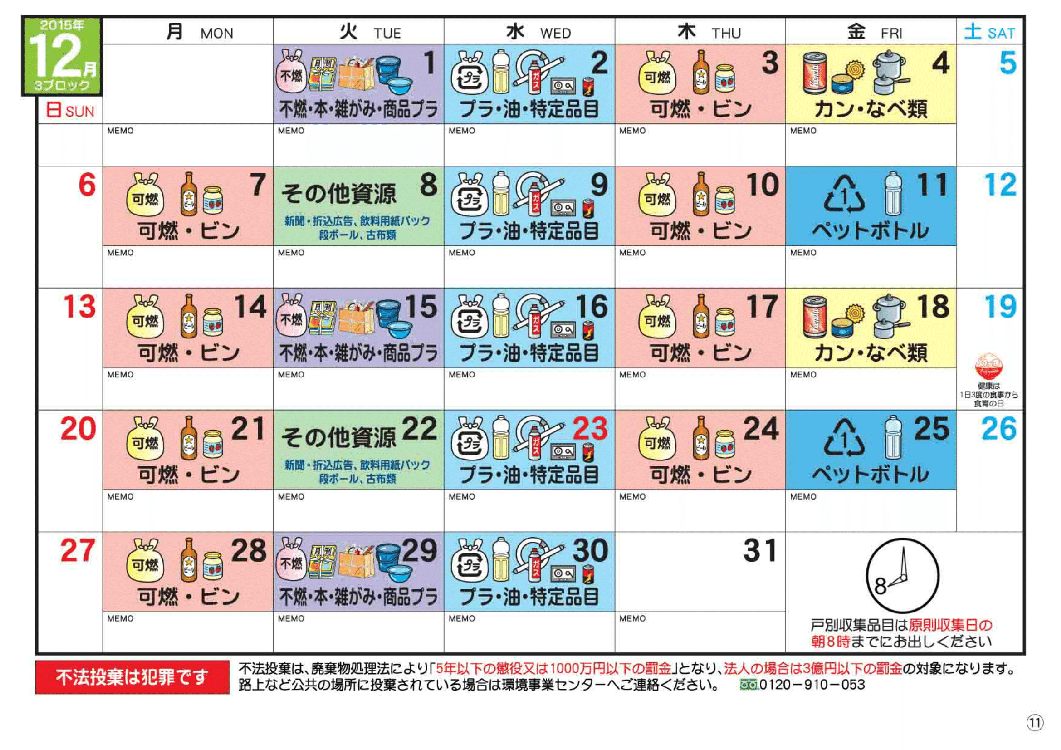 2015年
12月
3ブロック
月 MON
火 TUE
水 WED
木 THU
金 FRI
土 SAT
日 SUN
1
不燃
不燃・本・雑がみ・商品プラ
MEMO
2
プラ
ガス
プラ・油・特定品目
MEMO
3
可燃
可燃・ビン
MEMO
4
カン・なべ類
MEMO
5
MEMO
6
7
可燃
可燃・ビン
MEMO
8
その他資源
新聞・折込広告、飲料用紙パック
段ボール、古布類
MEMO
9
プラ
ガス
プラ・油・特定品目
MEMO
10
可燃
可燃・ビン
MEMO
11
1
ペットボトル
MEMO
12
13
14
可燃
可燃・ビン
MEMO
15
不燃
不燃・本・雑がみ・商品プラ
MEMO
16
プラ
ガス
プラ・油・特定品目
MEMO
17
可燃
可燃・ビン
MEMO
18
カン・なべ類
MEMO
19
健康は
1日3度の食事から
食育の日
20
21
可燃
可燃・ビン
MEMO
22
その他資源
新聞・折込広告、飲料用紙パック
段ボール、古布類
MEMO
23
プラ
ガス
プラ・油・特定品目
MEMO
24
可燃
可燃・ビン
MEMO
25
1
ペットボトル
MEMO
26
27
28
可燃
可燃・ビン
MEMO
29
不燃
不燃・本・雑がみ・商品プラ
MEMO
30
プラ
ガス
プラ・油・特定品目
MEMO
31
MEMO
8
戸別収集品目は原則収集日の
朝8時までにお出しください
不法投棄は犯罪です
不法投棄は、廃棄物処理法により「5年以下の懲役又は1000万円以下の罰金」となり、法人の場合は3億円以下の罰金の対象になります。
路上など公共の場所に投棄されている場合は環境事業センターへご連絡ください。 0120－910－053
⑪